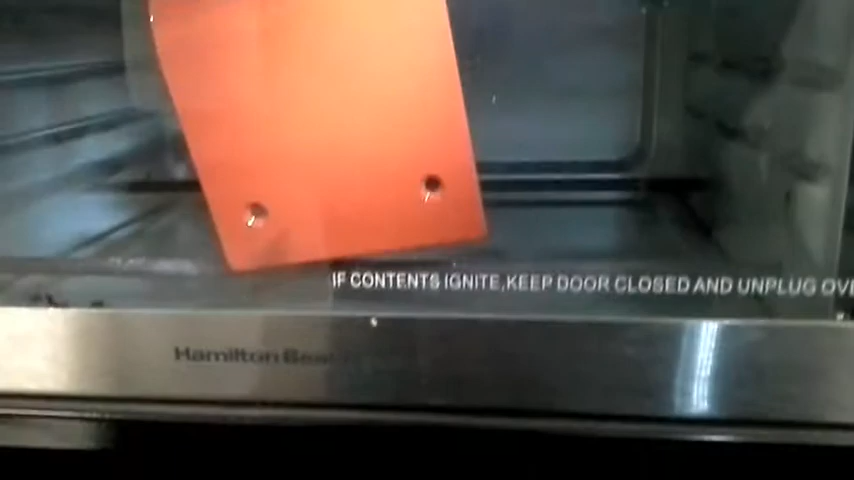 IF CONTENTS IGNITE,KEEP DOOR CLOSED AND UNPLUG
Hamilton